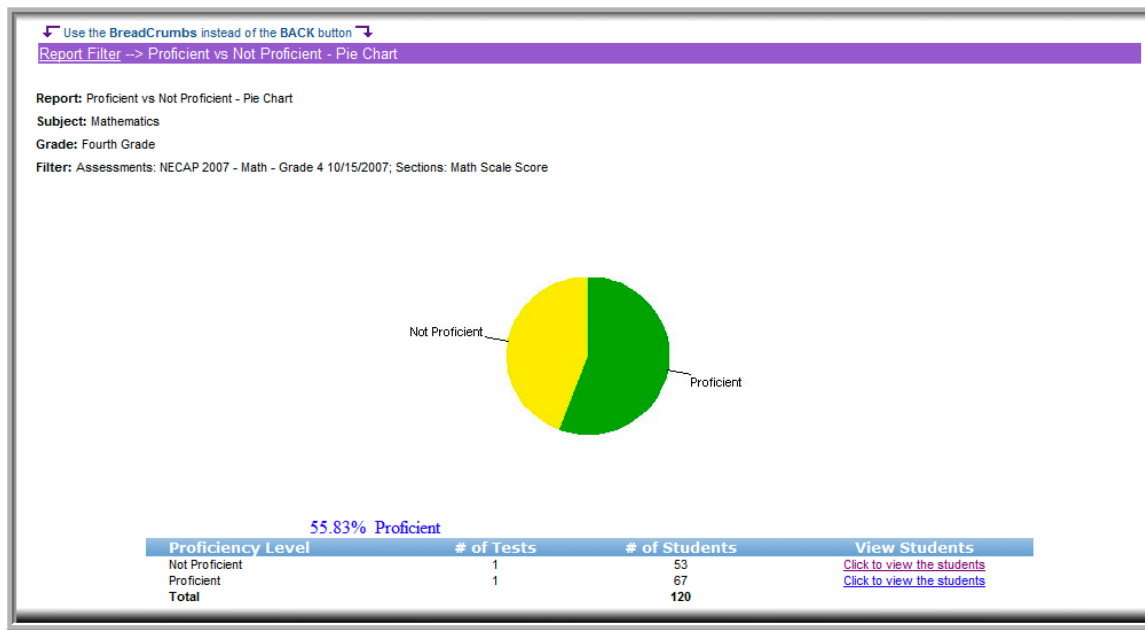 Use the BreadCrumbs instead of the BACK button
Report Filter --> Proficient vs Not Proficient - Pie Chart
Report: Proficient vs Not Proficient - Pie Chart
Subject: Mathematics
Grade: Fourth Grade
Filter: Assessments: NECAP 2007 - Math - Grade 4 10/15/2007; Sections: Math Scale Score
Not Proficient
Proficient
55.83% Proficient
Proficiency Level # of Tests # of Students View Students
Not Proficient 1 53 Click to view the students
Proficient 1 67 Click to view the students
Total 120